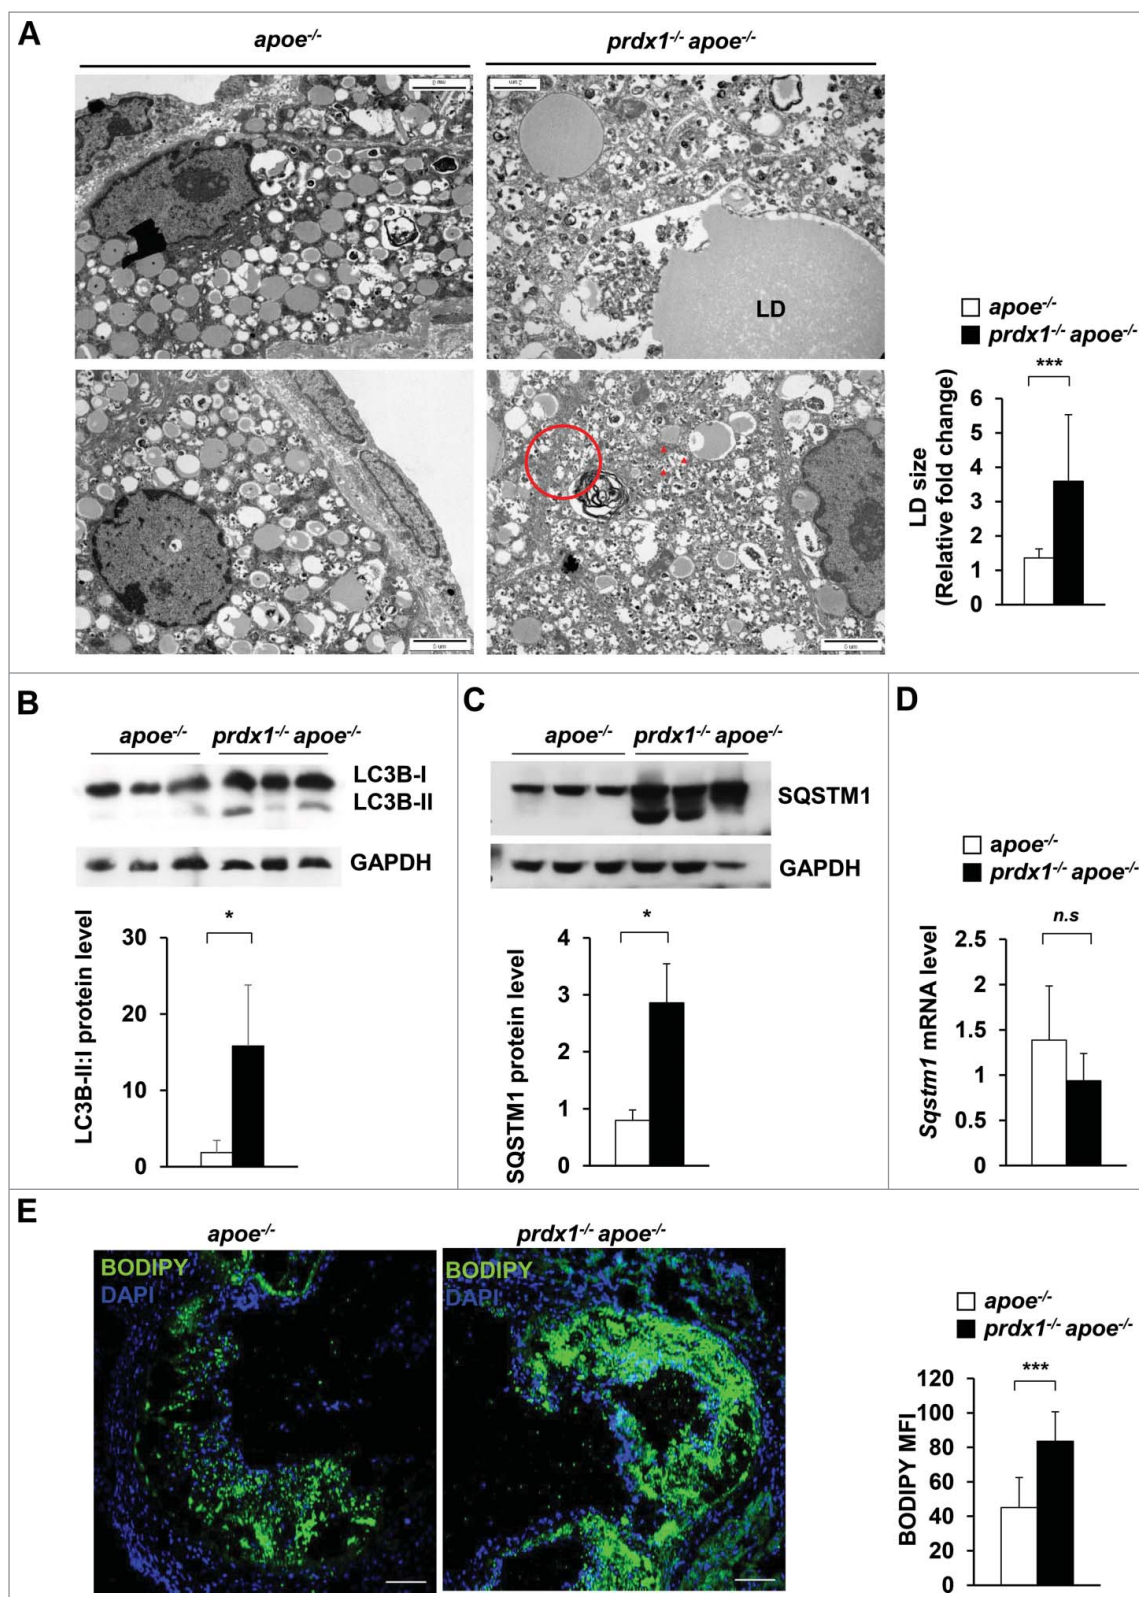 A
apoe-/-
prdx1-/- apoe-/-
LD
apoe-/-
prdx1-/- apoe-/-
***
LD size
(Relative fold change)
6
5
4
3
2
1
0
B
apoe-/- prdx1-/- apoe-/-
LC3B-I
LC3B-II
GAPDH
*
LC3B-II:I protein level
30
20
10
0
C
apoe-/- prdx1-/- apoe-/-
SQSTM1
GAPDH
*
SQSTM1 protein level
4
3
2
1
0
D
apoe-/-
prdx1-/- apoe-/-
n.s
Sqstm1 mRNA level
2.5
2
1.5
1
0.5
0
E
apoe-/-
prdx1-/- apoe-/-
BODIPY
DAPI
BODIPY
DAPI
apoe-/-
prdx1-/- apoe-/-
***
BODIPY MFI
120
100
80
60
40
20
0